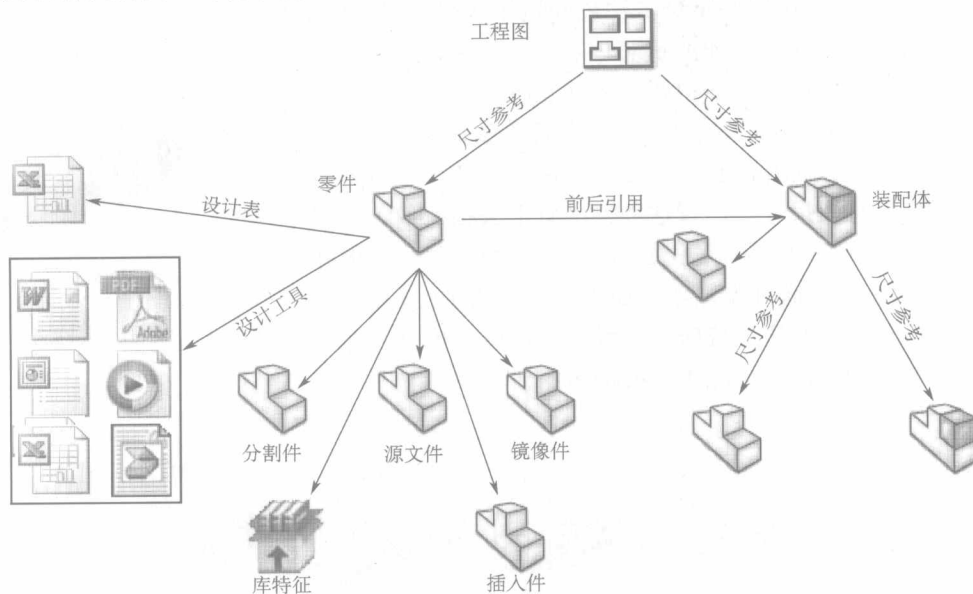 工程图
尺寸参考
尺寸参考
零件
装配体
设计表
前后引用
PDF
Adobe
W
X
X
设计工具
尺寸参考
尺寸参考
分割件
源文件
镜像件
库特征
插入件